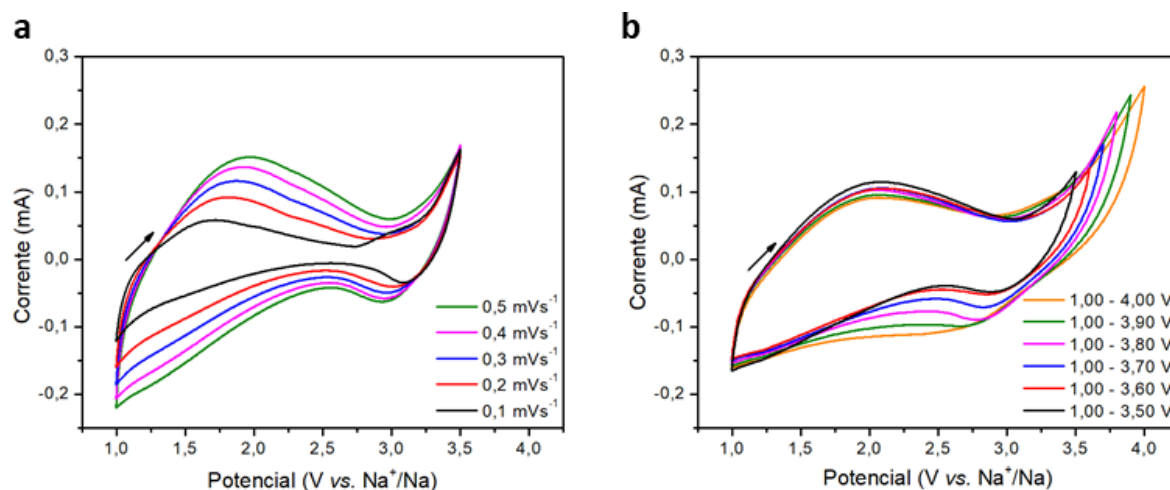 a
0,3
0,2
0,1
0,0
-0,1
-0,2
Corrente (mA)
0,5 mVs⁻¹
0,4 mVs⁻¹
0,3 mVs⁻¹
0,2 mVs⁻¹
0,1 mVs⁻¹
1,0 1,5 2,0 2,5 3,0 3,5 4,0
Potencial (V vs. Na⁺/Na)
b
0,3
0,2
0,1
0,0
-0,1
-0,2
Corrente (mA)
1,00 - 4,00 V
1,00 - 3,90 V
1,00 - 3,80 V
1,00 - 3,70 V
1,00 - 3,60 V
1,00 - 3,50 V
1,0 1,5 2,0 2,5 3,0 3,5 4,0
Potencial (V vs. Na⁺/Na)